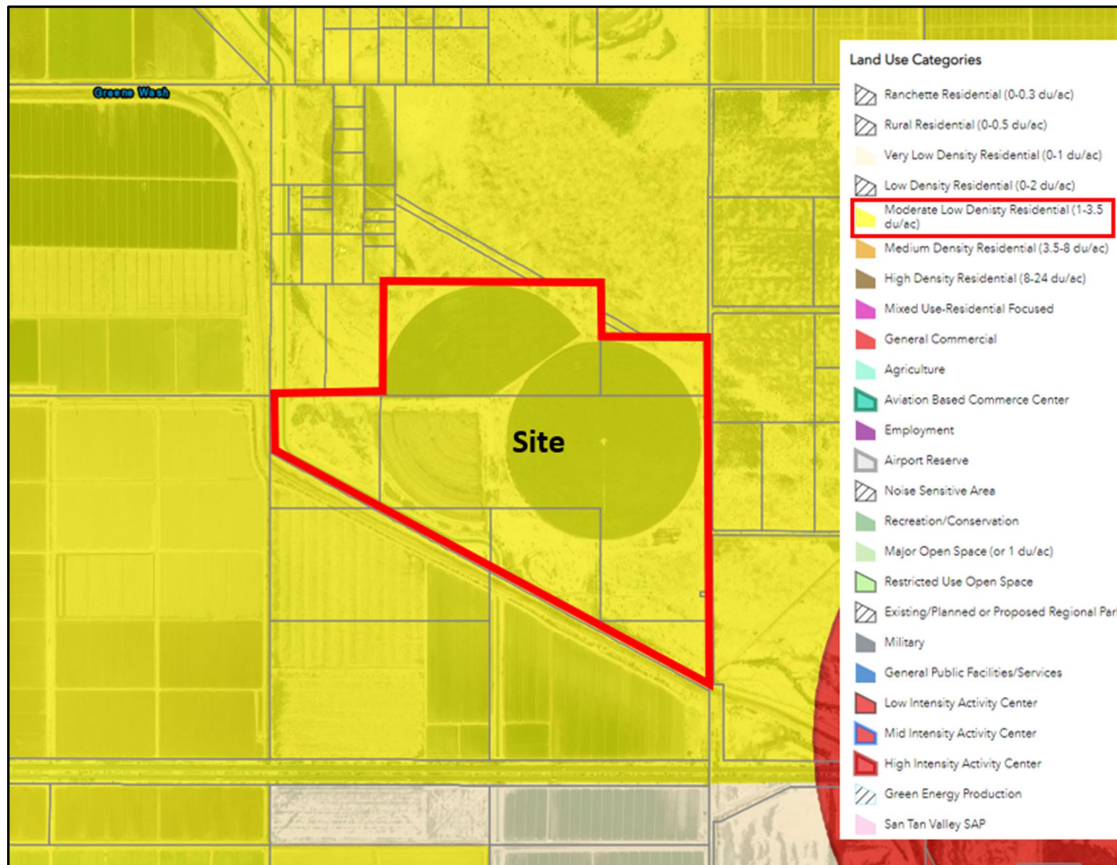 Greene Wash
Site
Land Use Categories
Ranchette Residential (0-0.3 du/ac)
Rural Residential (0-0.5 du/ac)
Very Low Density Residential (0-1 du/ac)
Low Density Residential (0-2 du/ac)
Moderate Low Denisty Residential (1-3.5
du/ac)
Medium Density Residential (3.5-8 du/ac)
High Density Residential (8-24 du/ac)
Mixed Use-Residential Focused
General Commercial
Agriculture
Aviation Based Commerce Center
Employment
Airport Reserve
Noise Sensitive Area
Recreation/Conservation
Major Open Space (or 1 du/ac)
Restricted Use Open Space
Existing/Planned or Proposed Regional Par
Military
General Public Facilities/Services
Low Intensity Activity Center
Mid Intensity Activity Center
High Intensity Activity Center
Green Energy Production
San Tan Valley SAP